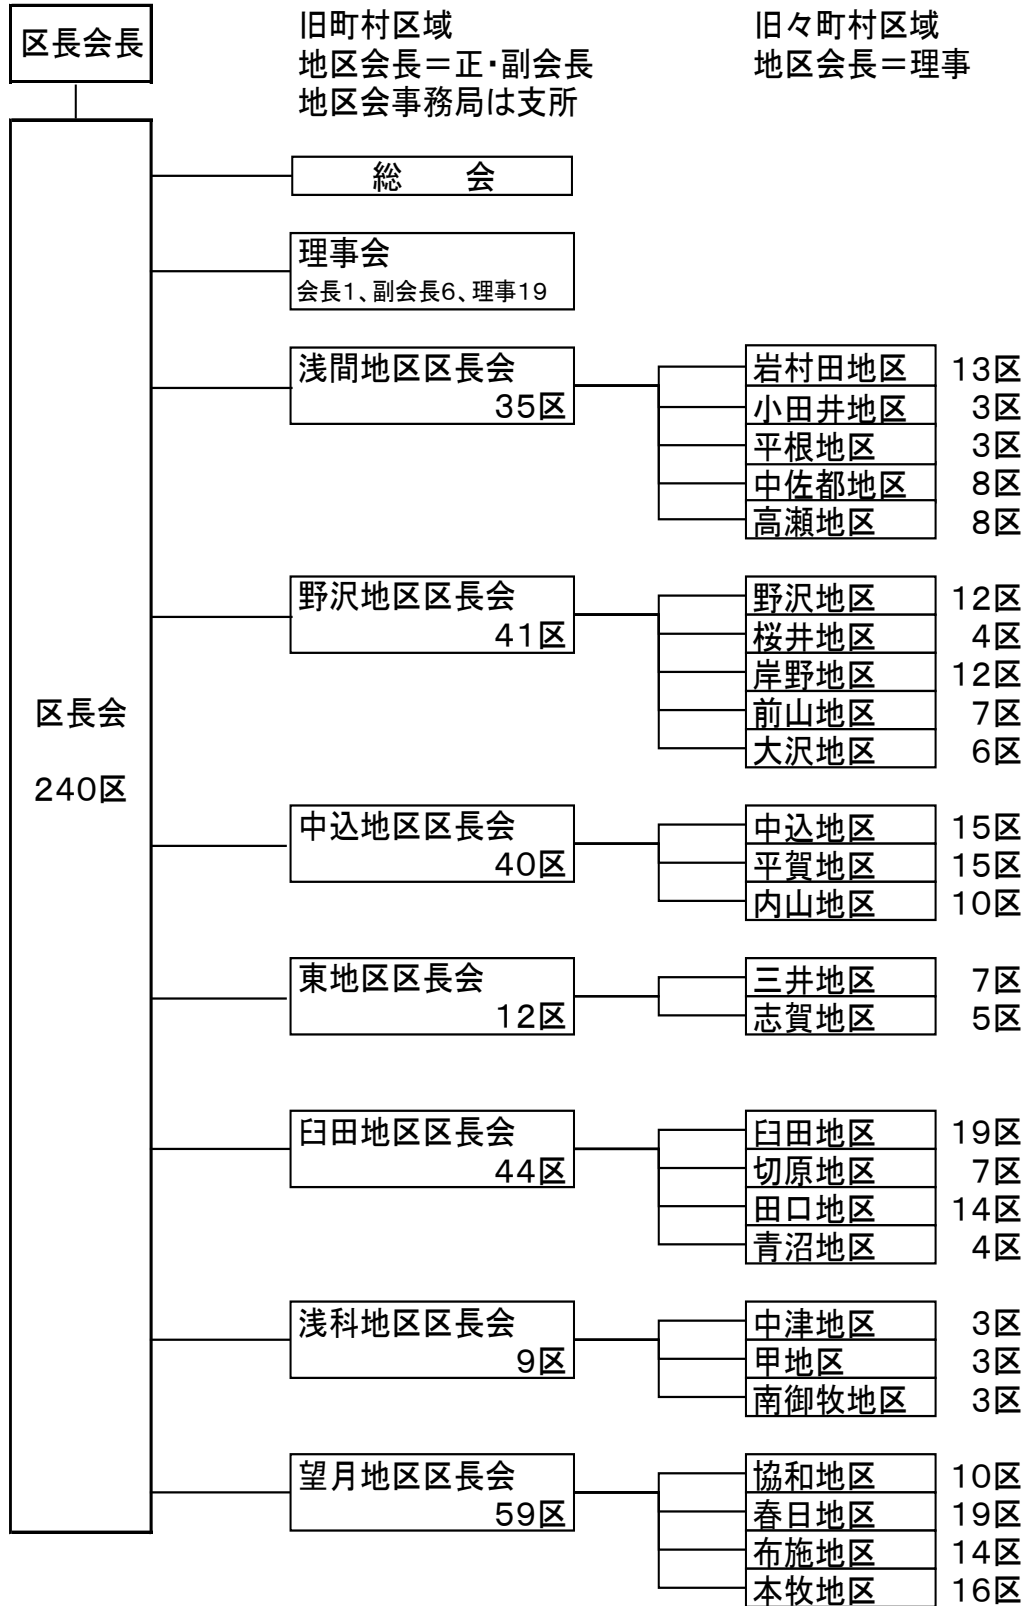 区長会長
旧町村区域
地区会長＝正・副会長
地区会事務局は支所
旧々町村区域
地区会長＝理事
区長会
240区
総　会
理事会
会長1、副会長6、理事19
浅間地区区長会
35区
岩村田地区 13区
小田井地区 3区
平根地区 3区
中佐都地区 8区
高瀬地区 8区
野沢地区区長会
41区
野沢地区 12区
桜井地区 4区
岸野地区 12区
前山地区 7区
大沢地区 6区
中込地区区長会
40区
中込地区 15区
平賀地区 15区
内山地区 10区
東地区区長会
12区
三井地区 7区
志賀地区 5区
臼田地区区長会
44区
臼田地区 19区
切原地区 7区
田口地区 14区
青沼地区 4区
浅科地区区長会
9区
中津地区 3区
甲地区 3区
南御牧地区 3区
望月地区区長会
59区
協和地区 10区
春日地区 19区
布施地区 14区
本牧地区 16区